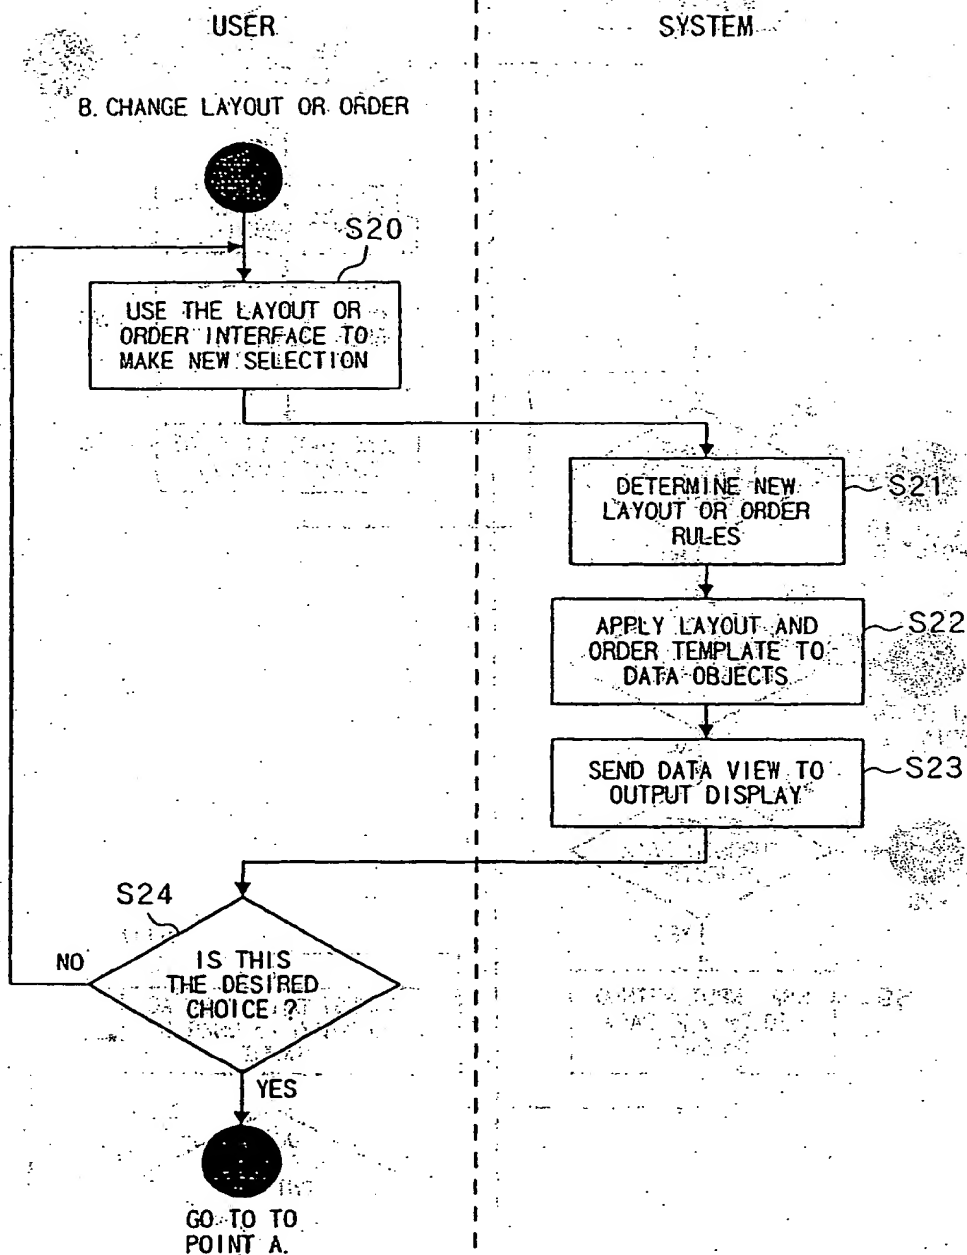 USER
SYSTEM
B. CHANGE LAYOUT OR ORDER
S20
USE THE LAYOUT OR
ORDER INTERFACE TO
MAKE NEW SELECTION
DETERMINE NEW
LAYOUT OR ORDER
RULES
S21
APPLY LAYOUT AND
ORDER TEMPLATE TO
DATA OBJECTS
S22
SEND DATA VIEW TO
OUTPUT DISPLAY
S23
S24
NO
IS THIS
THE DESIRED
CHOICE ?
YES
GO TO TO
POINT A.